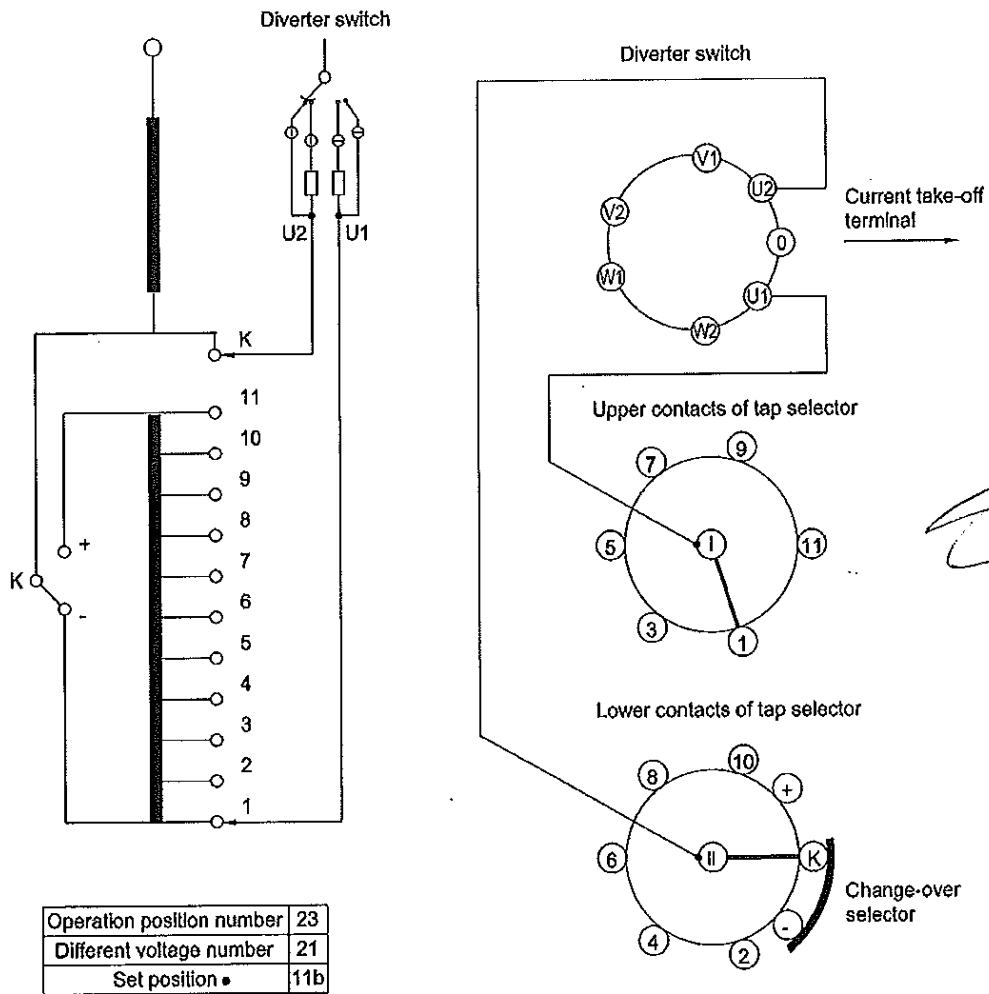 Diverter switch
U2
U1
K
11
10
9
8
7
6
5
4
3
2
1
+
K
-
Operation position number 23
Different voltage number 21
Set position • 11b
Diverter switch
V1
U2
V2
0
W1
U1
W2
Current take-off
terminal
Upper contacts of tap selector
9
7
5
I
11
3
1
Lower contacts of tap selector
10
8
+
6
II
K
4
-
2
Change-over
selector